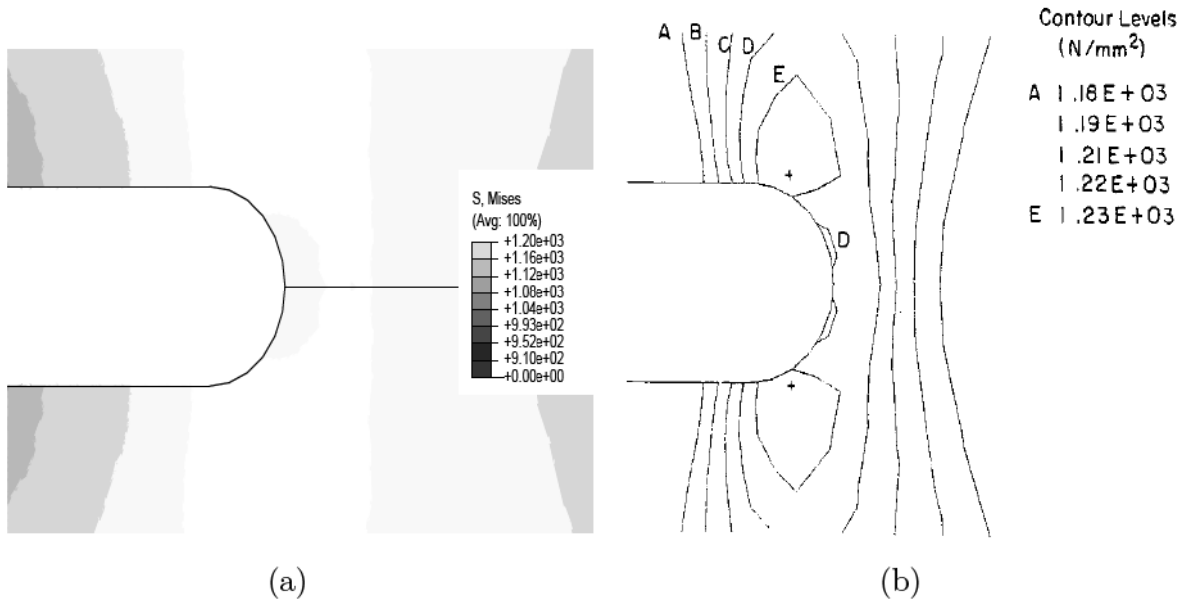 S, Mises
(Avg: 100%)
+1.20e+03
+1.16e+03
+1.12e+03
+1.08e+03
+1.04e+03
+9.93e+02
+9.52e+02
+9.10e+02
+0.00e+00
(a)
A B C D
E
D
Contour Levels
(N/mm²)
A 1.18E+03
1.19E+03
1.21E+03
1.22E+03
E 1.23E+03
(b)